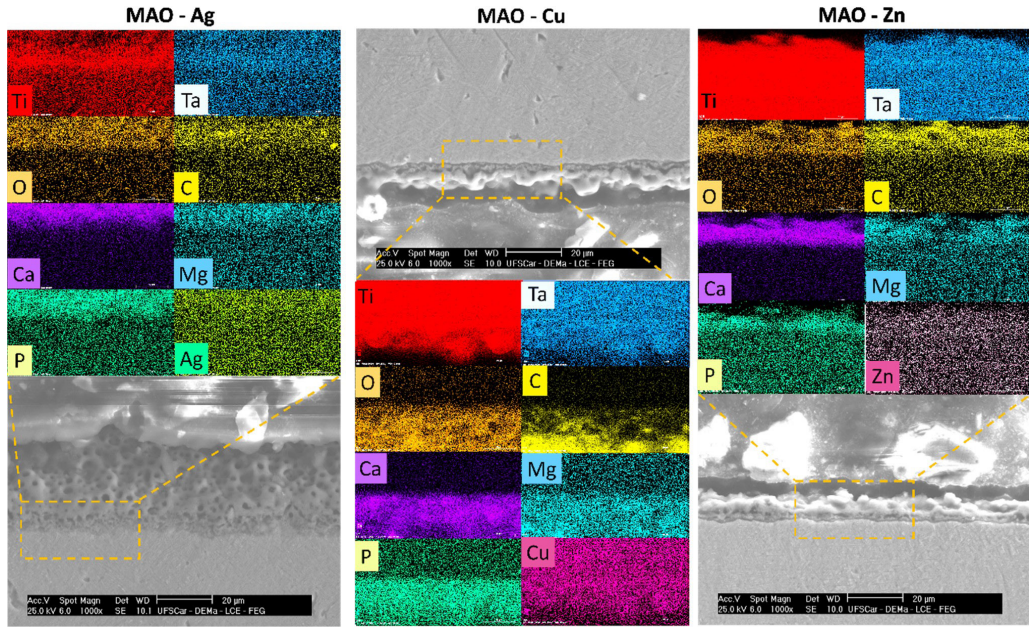 MAO - Ag
Ti
Ta
O
C
Ca
Mg
P
Ag
Acc.V Spot Magn Det WD 20 µm
25.0 kV 6.0 1000x SE 10.1 UFSCar - DEMa - LCE - FEG
MAO - Cu
Acc.V Spot Magn Det WD 20 µm
25.0 kV 6.0 1000x SE 10.0 UFSCar - DEMa - LCE - FEG
Ti
Ta
O
C
Ca
Mg
P
Cu
MAO - Zn
Ti
Ta
O
C
Ca
Mg
P
Zn
Acc.V Spot Magn Det WD 20 µm
25.0 kV 6.0 1000x SE 10.0 UFSCar - DEMa - LCE - FEG